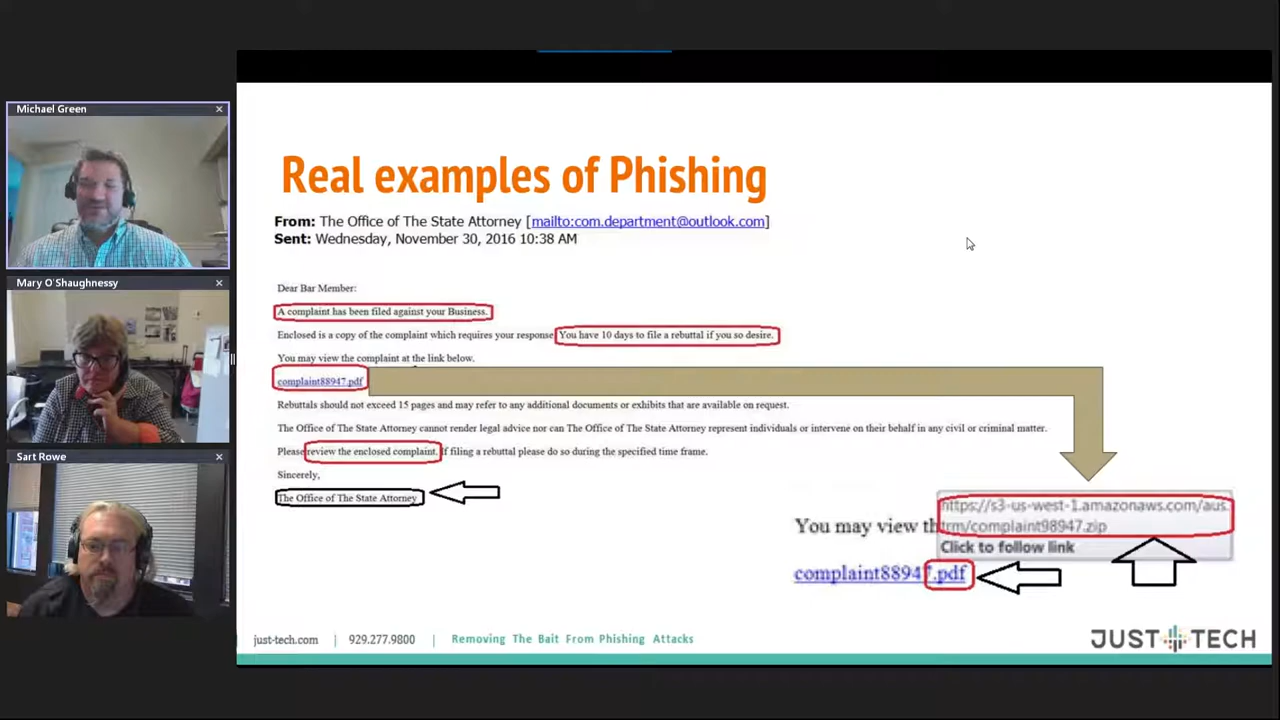 Michael Green
Mary O'Shaughnessy
Sart Rowe
Real examples of Phishing
From: The Office of The State Attorney [mailto:com.department@outlook.com]
Sent: Wednesday, November 30, 2016 10:38 AM
Dear Bar Member:
A complaint has been filed against your Business.
Enclosed is a copy of the complaint which requires your response You have 10 days to file a rebuttal if you so desire.
You may view the complaint at the link below.
complaint88947.pdf
Rebuttals should not exceed 15 pages and may refer to any additional documents or exhibits that are available on request.
The Office of The State Attorney cannot render legal advice nor can The Office of The State Attorney represent individuals or intervene on their behalf in any civil or criminal matter.
Please review the enclosed complaint. If filing a rebuttal please do so during the specified time frame.
Sincerely,
The Office of The State Attorney
https://s3-us-west-1.amazonaws.com/aus
trm/complaint98947.zip
Click to follow link
You may view th
complaint88947.pdf
just-tech.com | 929.277.9800 | Removing The Bait From Phishing Attacks
JUST TECH